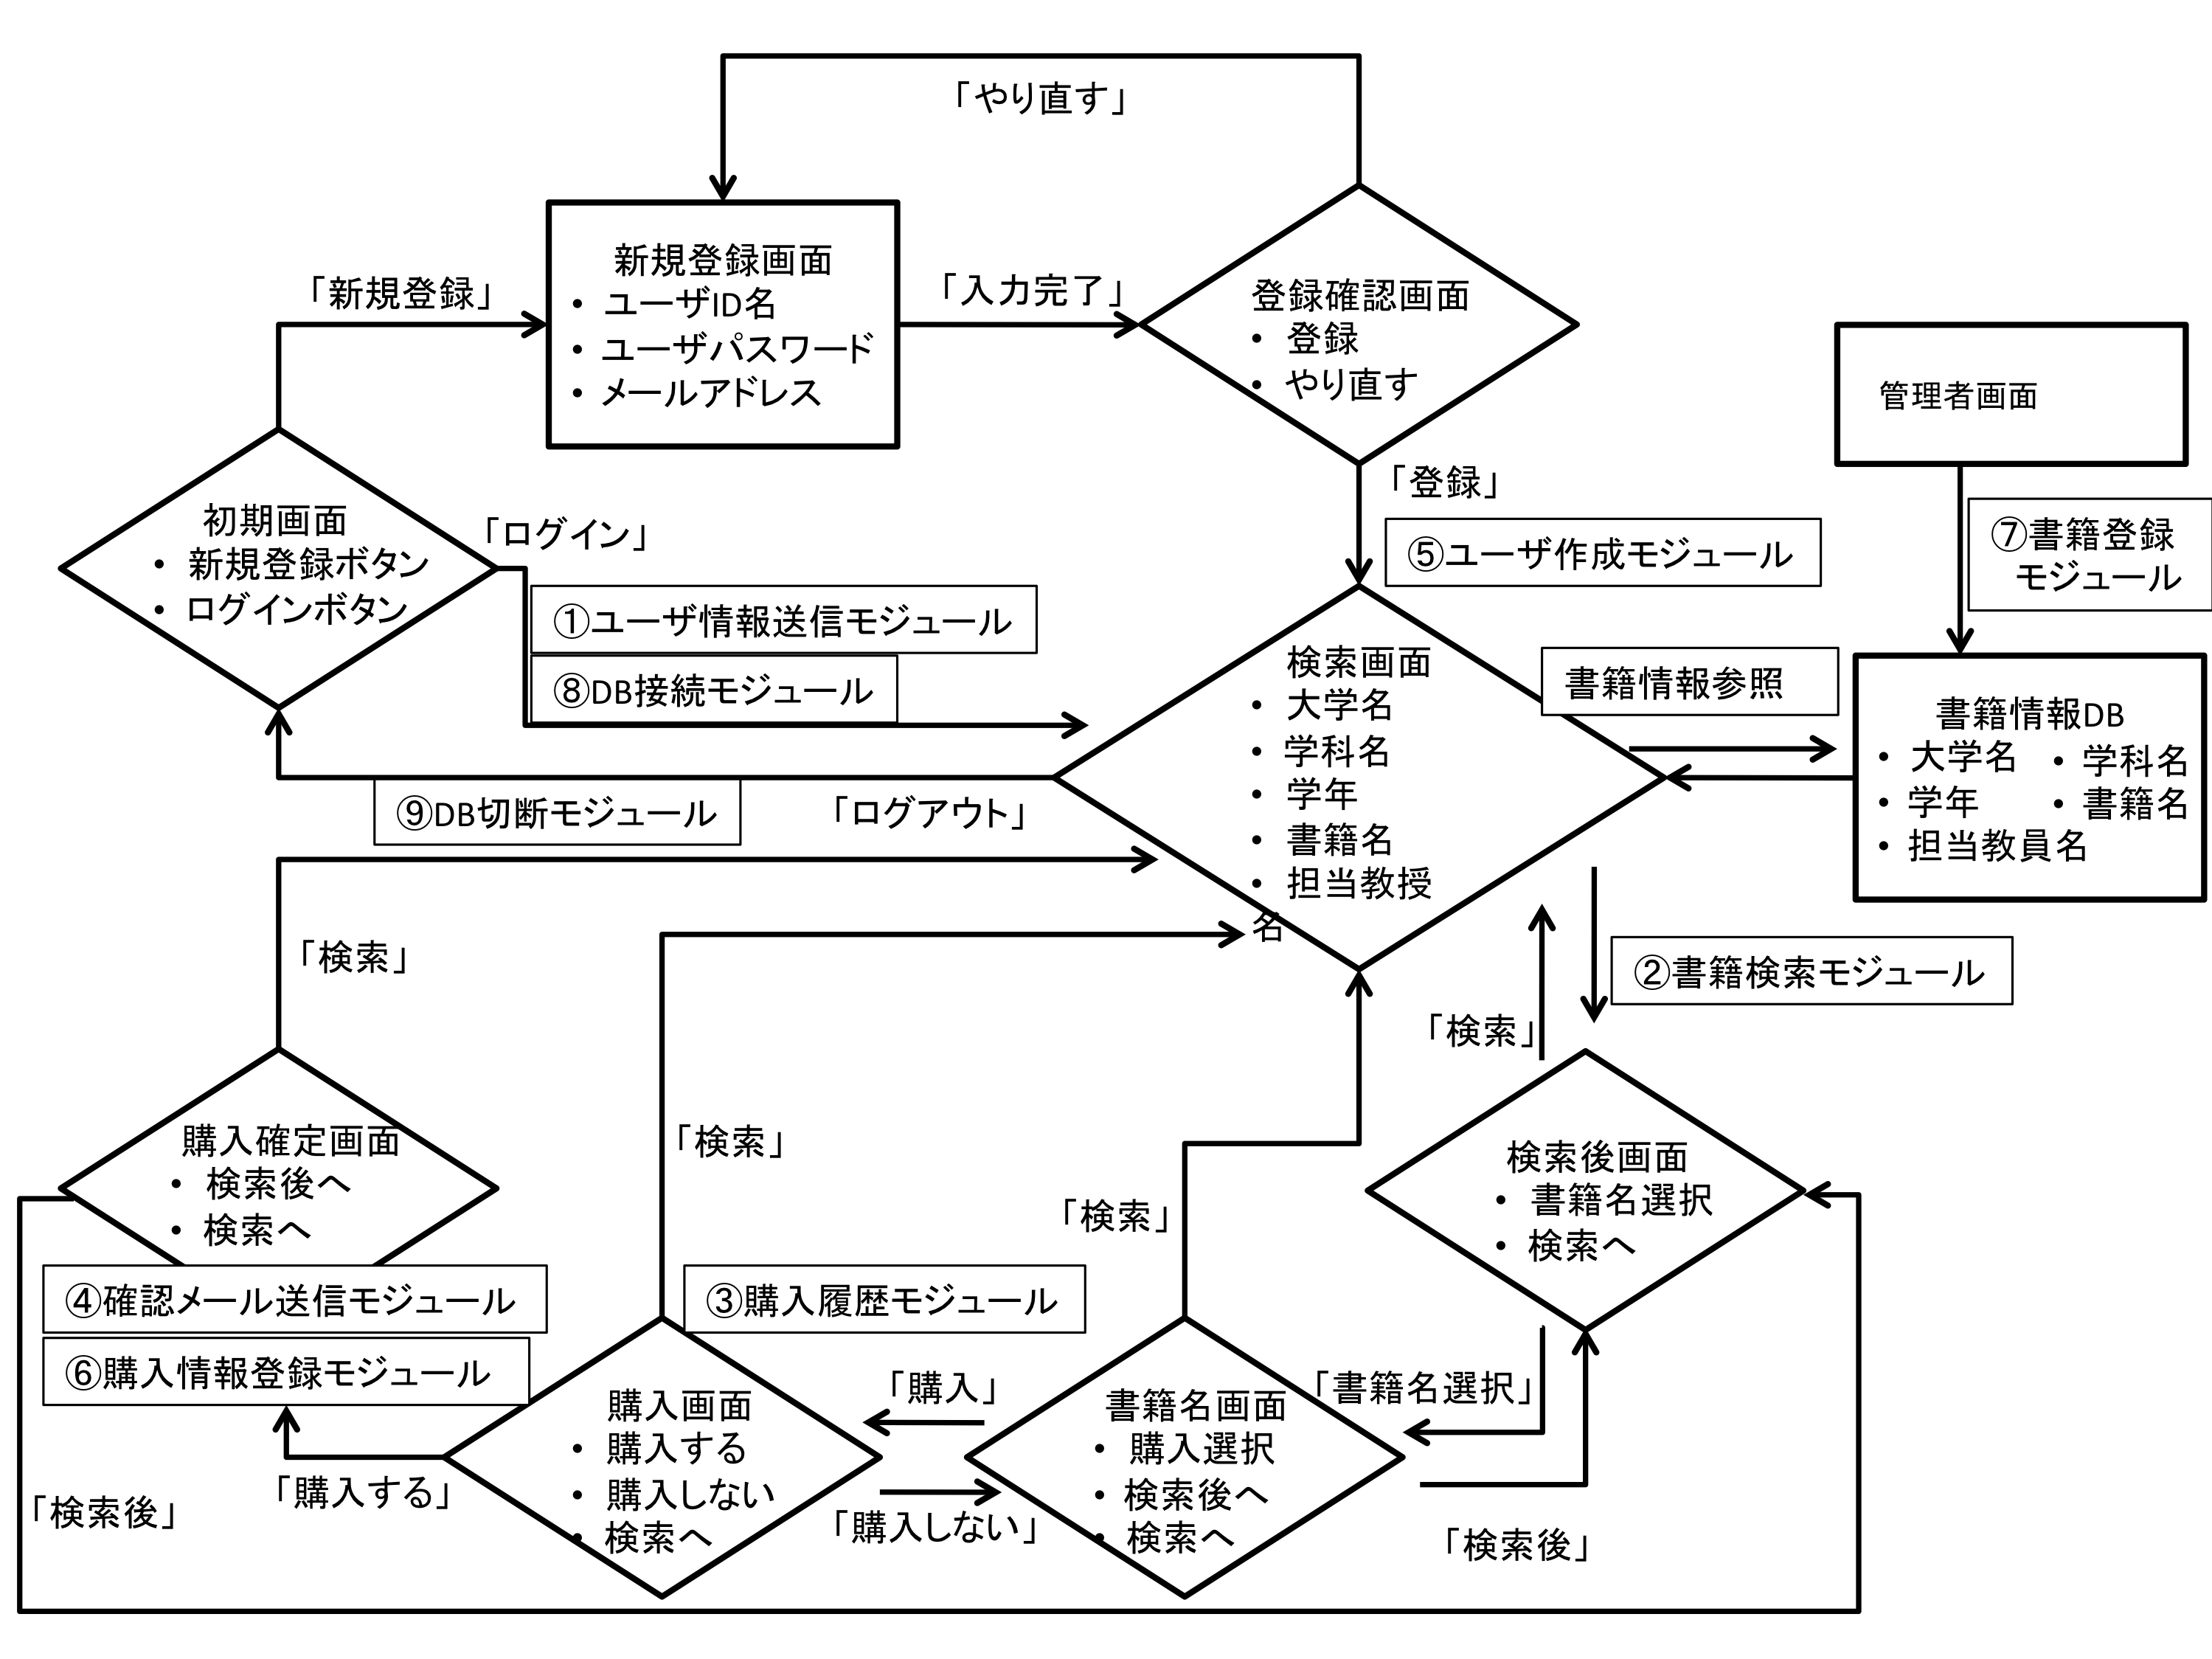 「やり直す」
新規登録画面
• ユーザID名
• ユーザパスワード
• メールアドレス
「新規登録」
「入力完了」
登録確認画面
• 登録
• やり直す
管理者画面
「登録」
⑤ユーザ作成モジュール
⑦書籍登録
モジュール
初期画面
• 新規登録ボタン
• ログインボタン
「ログイン」
①ユーザ情報送信モジュール
⑧DB接続モジュール
検索画面
• 大学名
• 学科名
• 学年
• 書籍名
• 担当教授
名
書籍情報参照
書籍情報DB
• 大学名
• 学科名
• 学年
• 書籍名
• 担当教員名
⑨DB切断モジュール
「ログアウト」
「検索」
②書籍検索モジュール
「検索」
購入確定画面
• 検索後へ
• 検索へ
「検索」
「検索」
検索後画面
• 書籍名選択
• 検索へ
④確認メール送信モジュール
③購入履歴モジュール
⑥購入情報登録モジュール
購入画面
• 購入する
• 購入しない
• 検索へ
「購入」
書籍名画面
• 購入選択
• 検索後へ
• 検索へ
「書籍名選択」
「検索後」
「購入する」
「購入しない」
「検索後」